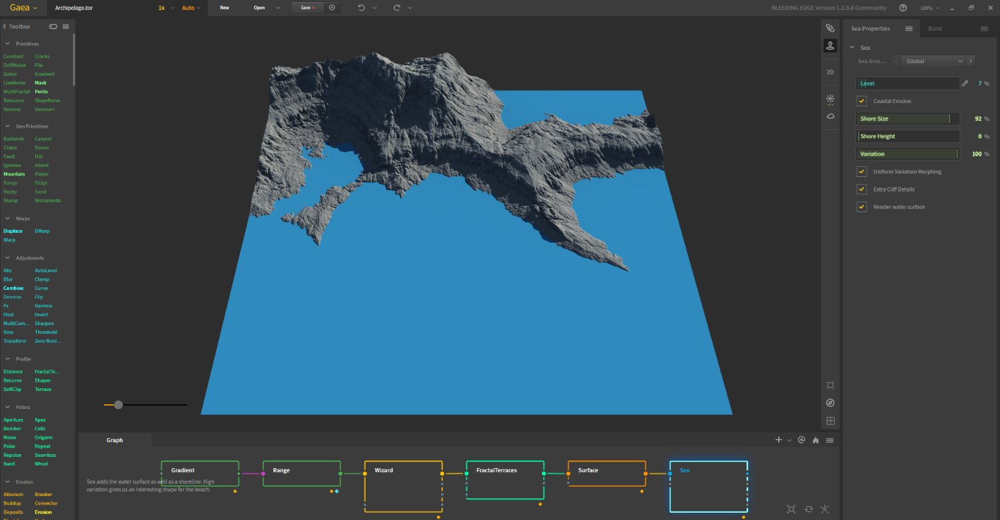 Gaea
Archipelago.tor
1k
Auto
New
Open
Save
BLEEDING EDGE Version 1.3.0.8 Community
100%
Toolbox
Primitives
Constant Cracks
DriftNoise File
Gabor Gradient
LineNoise Mask
MultiFractal Perlin
Resource SlopeNoise
Voronoi Voronoi+
Geo Primitives
Badlands Canyon
Crater Dunes
Fault Hill
Igneous Island
Mountain Plates
Range Ridge
Rocky Sand
Slump Worselands
Warps
Displace DWarp
Warp
Adjustments
Abs AutoLevel
Blur Clamp
Combine Curve
Denoise Flip
Fx Gamma
Heal Invert
MultiCom... Sharpen
Sine Threshold
Transform Zero Bord...
Profile
Distance FractalTe...
Recurve Shaper
SoftClip Terrace
Filters
Aperture Apex
Bomber Cells
Noise Origami
Polar Repeat
Repulse Seamless
Swirl Whorl
Erosion
Alluvium Breaker
Buildup Convector
Deposits Erosion
2D
Sea Properties
Build
Sea
Sea Arra... Global
Level 7 %
Coastal Erosion
Shore Size 92 %
Shore Height 0 %
Variation 100 %
Uniform Variation Morphing
Extra Cliff Details
Render water surface
Graph
Gradient
Range
Wizard
FractalTerraces
Surface
Sea
Sea adds the water surface as well as a shoreline. High
variation gives us an interesting shape for the beach.